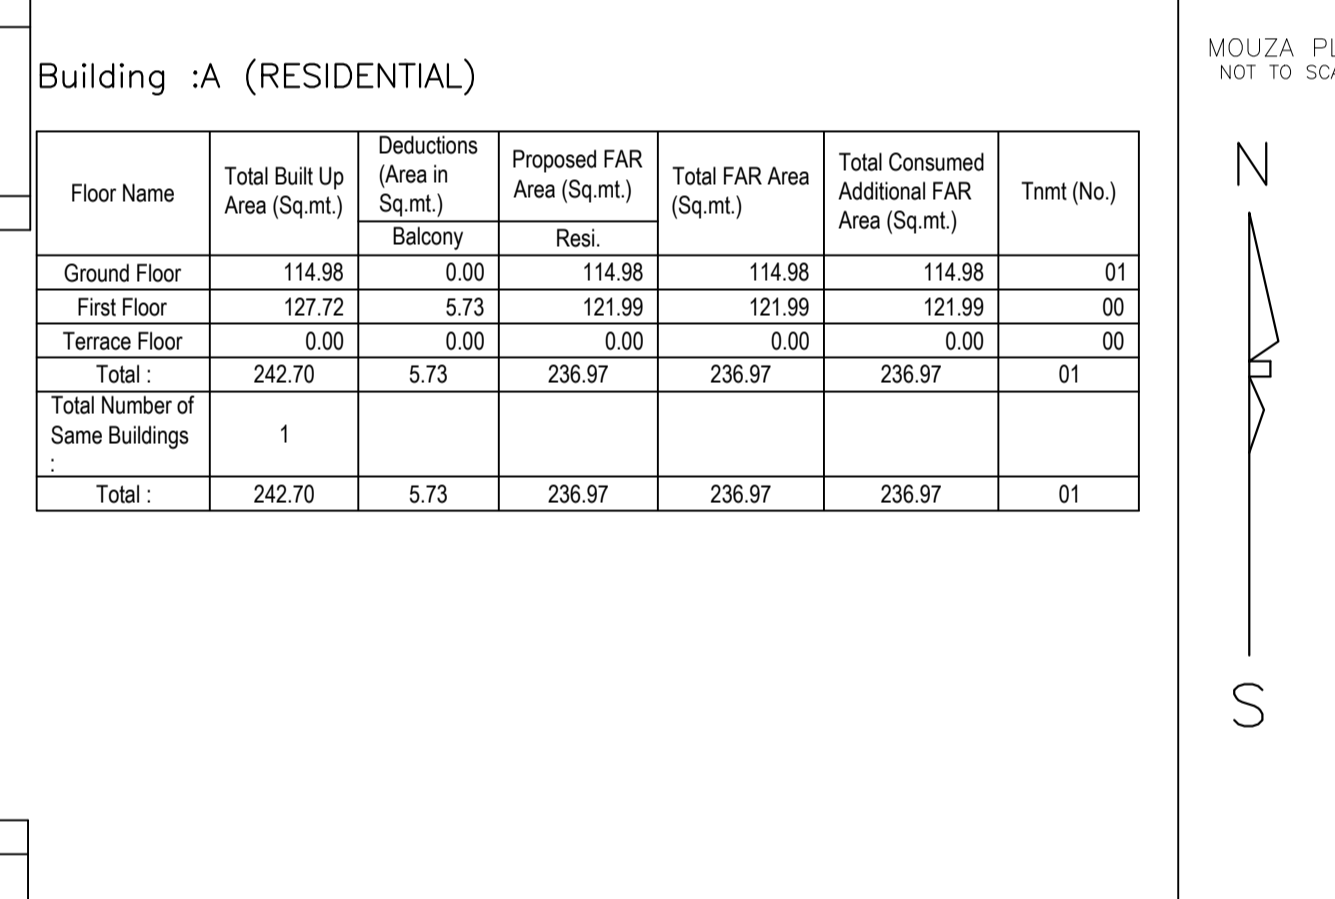 MOUZA
NOT TO
Building :A (RESIDENTIAL)
Floor Name
Total Built Up
Area (Sq.mt.)
Deductions
(Area in
Sq.mt.)
Proposed FAR
Area (Sq.mt.)
Total FAR Area
(Sq.mt.)
Total Consumed
Additional FAR
Area (Sq.mt.)
Tnmt (No.)
Balcony
Resi.
Ground Floor 114.98 0.00 114.98 114.98 114.98 01
First Floor 127.72 5.73 121.99 121.99 121.99 00
Terrace Floor 0.00 0.00 0.00 0.00 0.00 00
Total : 242.70 5.73 236.97 236.97 236.97 01
Total Number of
Same Buildings
:
1
Total : 242.70 5.73 236.97 236.97 236.97 01
N
S